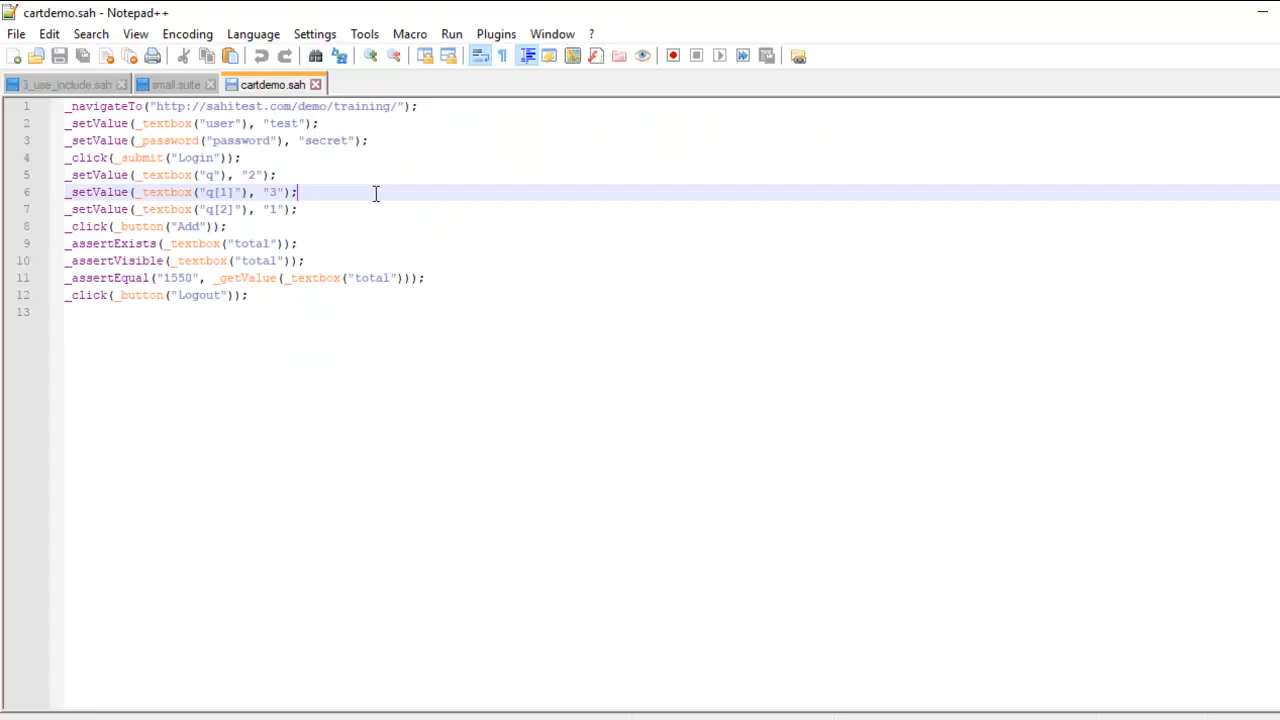 cartdemo.sah - Notepad++
File Edit Search View Encoding Language Settings Tools Macro Run Plugins Window ?
3_use_include.sah small.suite cartdemo.sah
1 _navigateTo("http://sahitest.com/demo/training/");
2 _setValue(_textbox("user"), "test");
3 _setValue(_password("password"), "secret");
4 _click(_submit("Login"));
5 _setValue(_textbox("q"), "2");
6 _setValue(_textbox("q[1]"), "3");
7 _setValue(_textbox("q[2]"), "1");
8 _click(_button("Add"));
9 _assertExists(_textbox("total"));
10 _assertVisible(_textbox("total"));
11 _assertEqual("1550", _getValue(_textbox("total")));
12 _click(_button("Logout"));
13